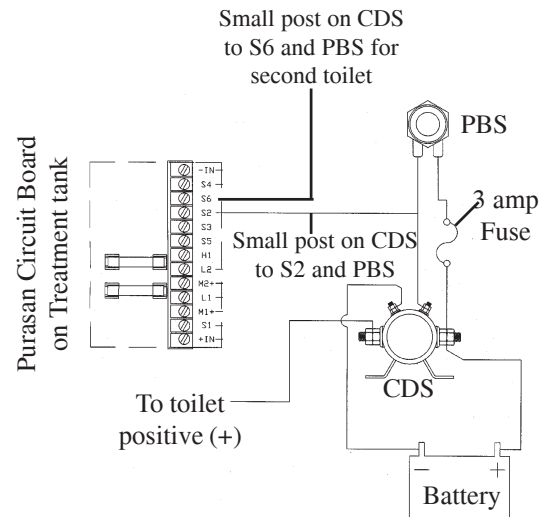 Small post on CDS
to S6 and PBS for
second toilet
PBS
3 amp
Fuse
Purasan Circuit Board
on Treatment tank
-IN
S4
S6
S2
S3
S5
H1
L2
M2+
L1
M1+
S1
+IN
Small post on CDS
to S2 and PBS
CDS
To toilet
positive (+)
- +
Battery